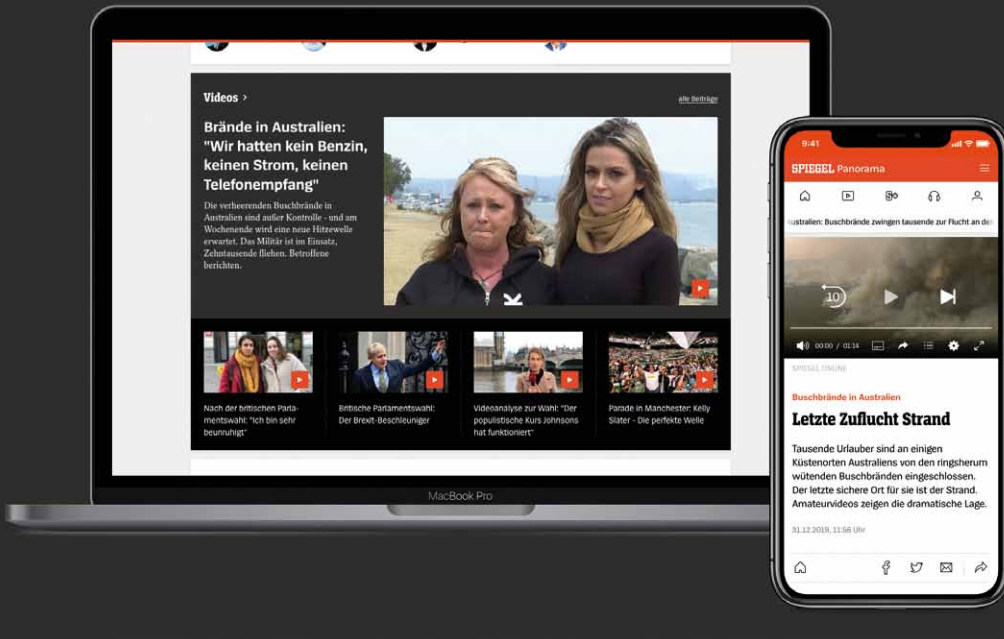 Videos >
alle Beiträge
Brände in Australien:
"Wir hatten kein Benzin,
keinen Strom, keinen
Telefonempfang"
Die verheerenden Buschbrände in
Australien sind außer Kontrolle - und am
Wochenende wird eine neue Hitzewelle
erwartet. Das Militär ist im Einsatz,
Zehntausende fliehen. Betroffene
berichten.
Nach der britischen Parla-
mentswahl: "Ich bin sehr
beunruhigt"
Britische Parlamentswahl:
Der Brexit-Beschleuniger
Videoanalyse zur Wahl: "Der
populistische Kurs Johnsons
hat funktioniert"
Parade in Manchester: Kelly
Slater - Die perfekte Welle
MacBook Pro
9:41
SPIEGEL Panorama
ustralien: Buschbrände zwingen tausende zur Flucht an de
10
00:00 / 01:14
SPIEGEL ONLINE
Buschbrände in Australien
Letzte Zuflucht Strand
Tausende Urlauber sind an einigen
Küstenorten Australiens von den ringsherum
wütenden Buschbränden eingeschlossen.
Der letzte sichere Ort für sie ist der Strand.
Amateurvideos zeigen die dramatische Lage.
31.12.2019, 11:56 Uhr